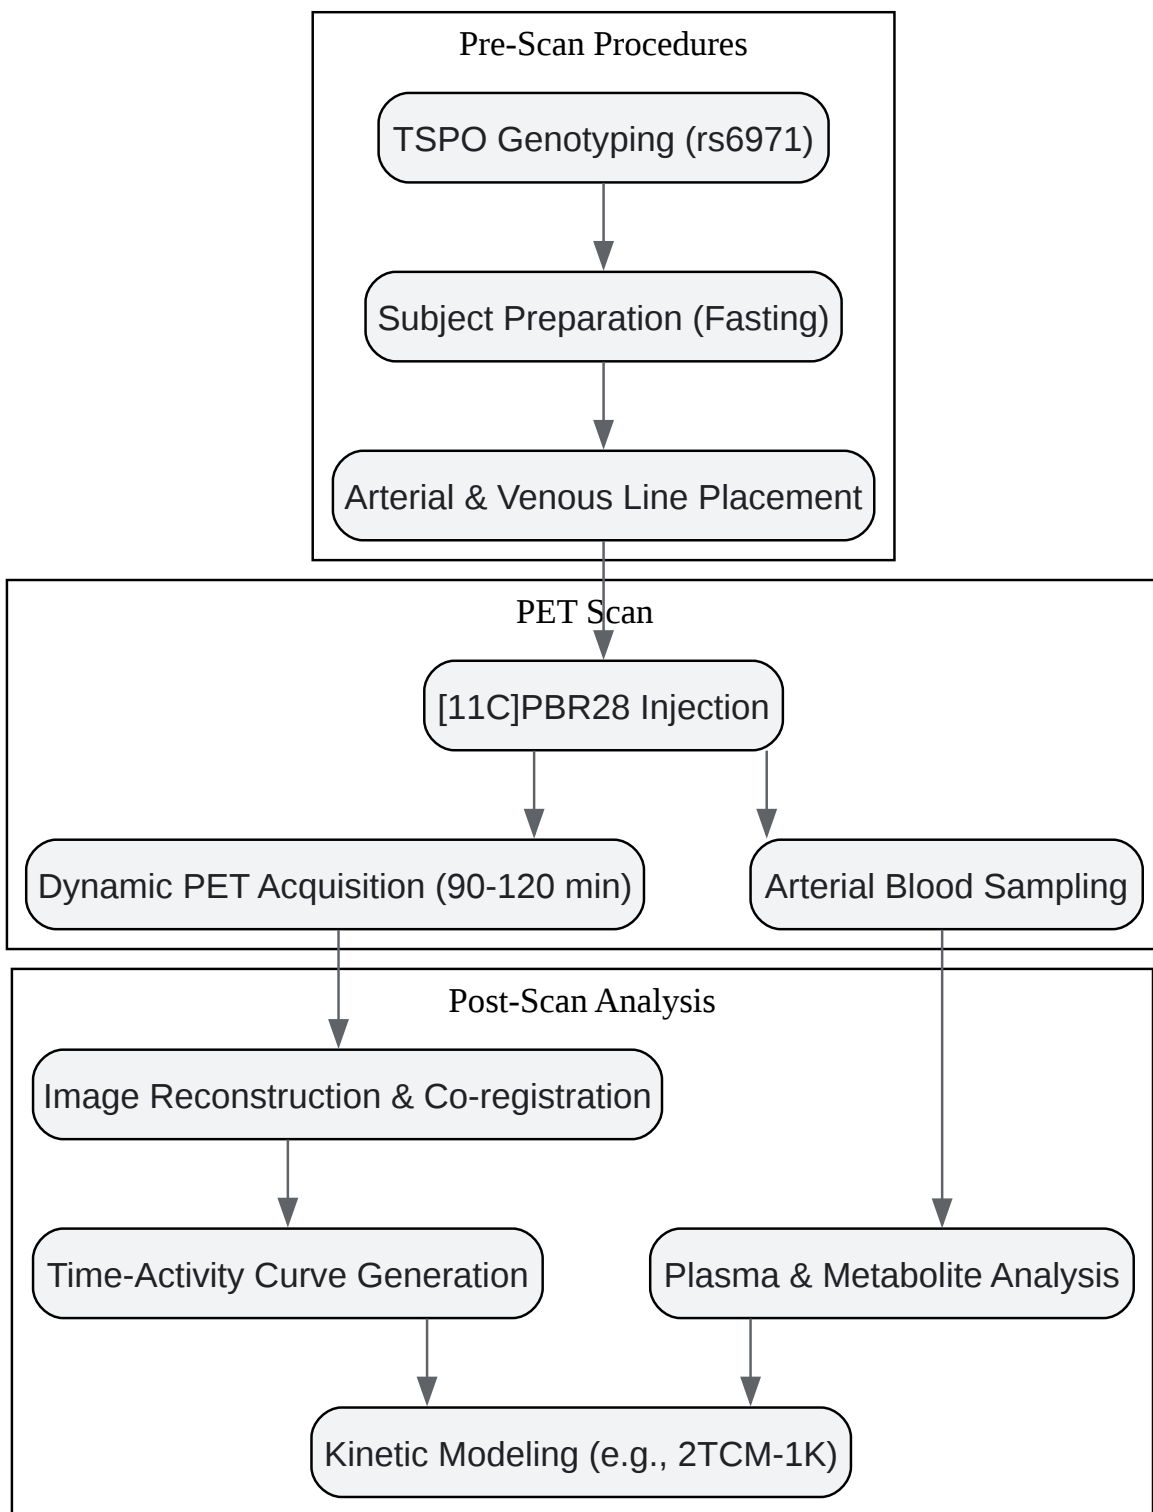 Pre-Scan Procedures
TSPO Genotyping (rs6971)
Subject Preparation (Fasting)
Arterial & Venous Line Placement
PET Scan
[11C]PBR28 Injection
Dynamic PET Acquisition (90-120 min)
Arterial Blood Sampling
Post-Scan Analysis
Image Reconstruction & Co-registration
Time-Activity Curve Generation
Plasma & Metabolite Analysis
Kinetic Modeling (e.g., 2TCM-1K)